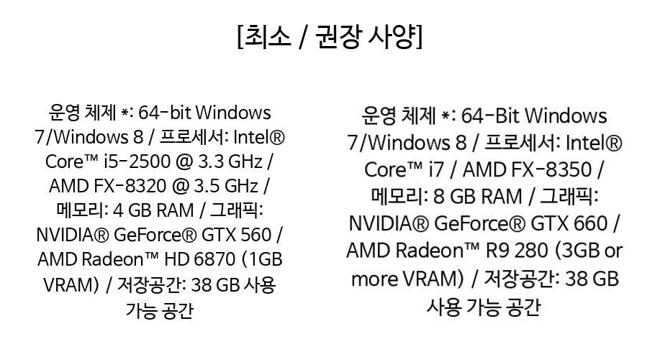 [최소 / 권장 사양]
운영 체제 *: 64-bit Windows
7/Windows 8 / 프로세서: Intel®
Core™ i5-2500 @ 3.3 GHz /
AMD FX-8320 @ 3.5 GHz /
메모리: 4 GB RAM / 그래픽:
NVIDIA® GeForce® GTX 560 /
AMD Radeon™ HD 6870 (1GB
VRAM) / 저장공간: 38 GB 사용
가능 공간
운영 체제 *: 64-Bit Windows
7/Windows 8 / 프로세서: Intel®
Core™ i7 / AMD FX-8350 /
메모리: 8 GB RAM / 그래픽:
NVIDIA® GeForce® GTX 660 /
AMD Radeon™ R9 280 (3GB or
more VRAM) / 저장공간: 38 GB
사용 가능 공간